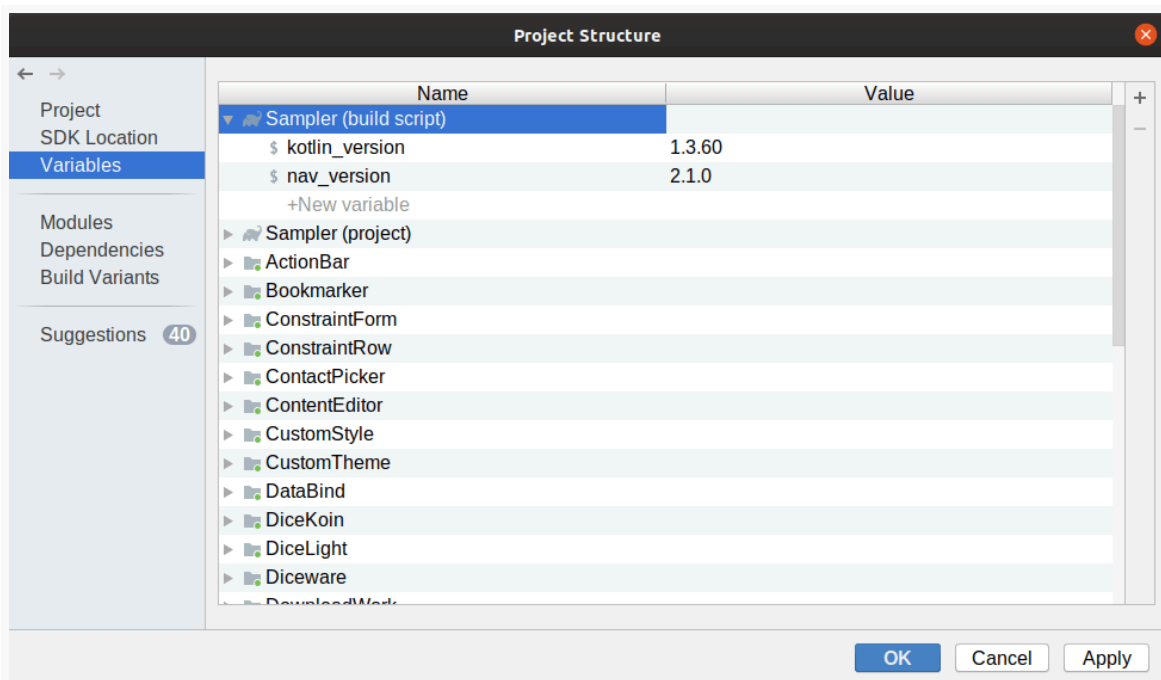 Project Structure
Project
SDK Location
Variables
Modules
Dependencies
Build Variants
Suggestions 40
Name Value
Sampler (build script)
$ kotlin_version 1.3.60
$ nav_version 2.1.0
+New variable
Sampler (project)
ActionBar
Bookmarker
ConstraintForm
ConstraintRow
ContactPicker
ContentEditor
CustomStyle
CustomTheme
DataBind
DiceKoin
DiceLight
Diceware
DownloadWork
OK Cancel Apply